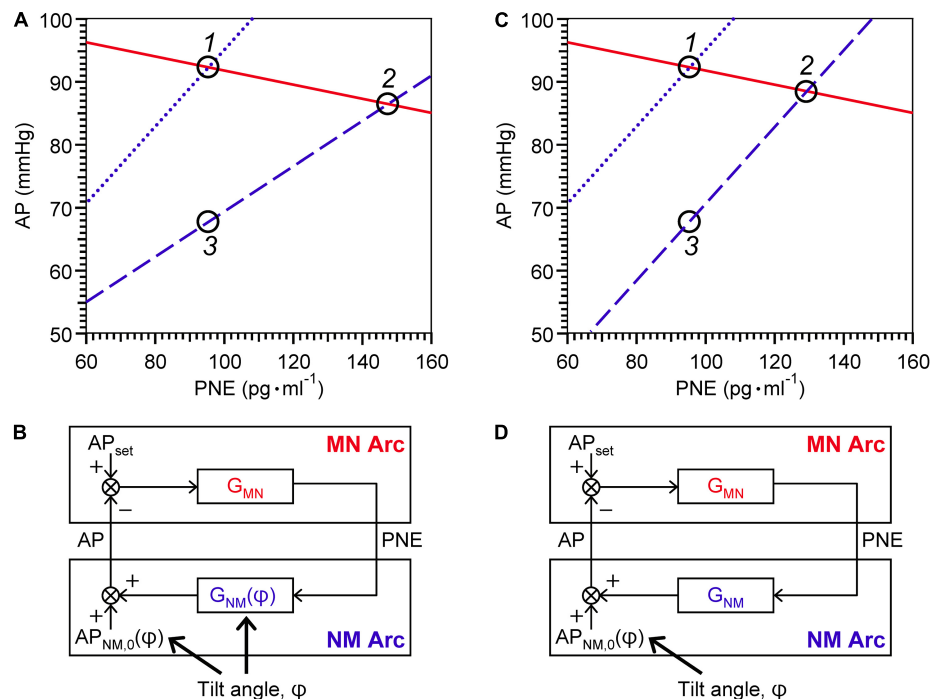 A
AP (mmHg)
100
90
80
70
60
50
60 80 100 120 140 160
PNE (pg·ml⁻¹)
1
2
3
C
AP (mmHg)
100
90
80
70
60
50
60 80 100 120 140 160
PNE (pg·ml⁻¹)
1
2
3
B
MN Arc
AP_set
+
−
G_MN
AP
PNE
+
+
G_NM(φ)
AP_NM,0(φ)
NM Arc
Tilt angle, φ
D
MN Arc
AP_set
+
−
G_MN
AP
PNE
+
+
G_NM
AP_NM,0(φ)
NM Arc
Tilt angle, φ